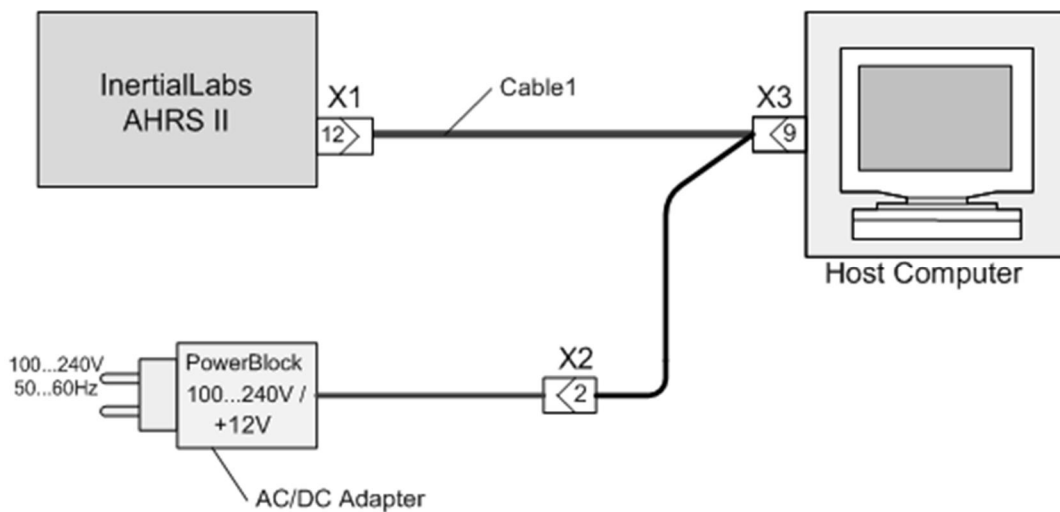 InertialLabs
AHRS II
X1
12
Cable1
X3
9
Host Computer
100...240V
50...60Hz
PowerBlock
100...240V /
+12V
X2
2
AC/DC Adapter